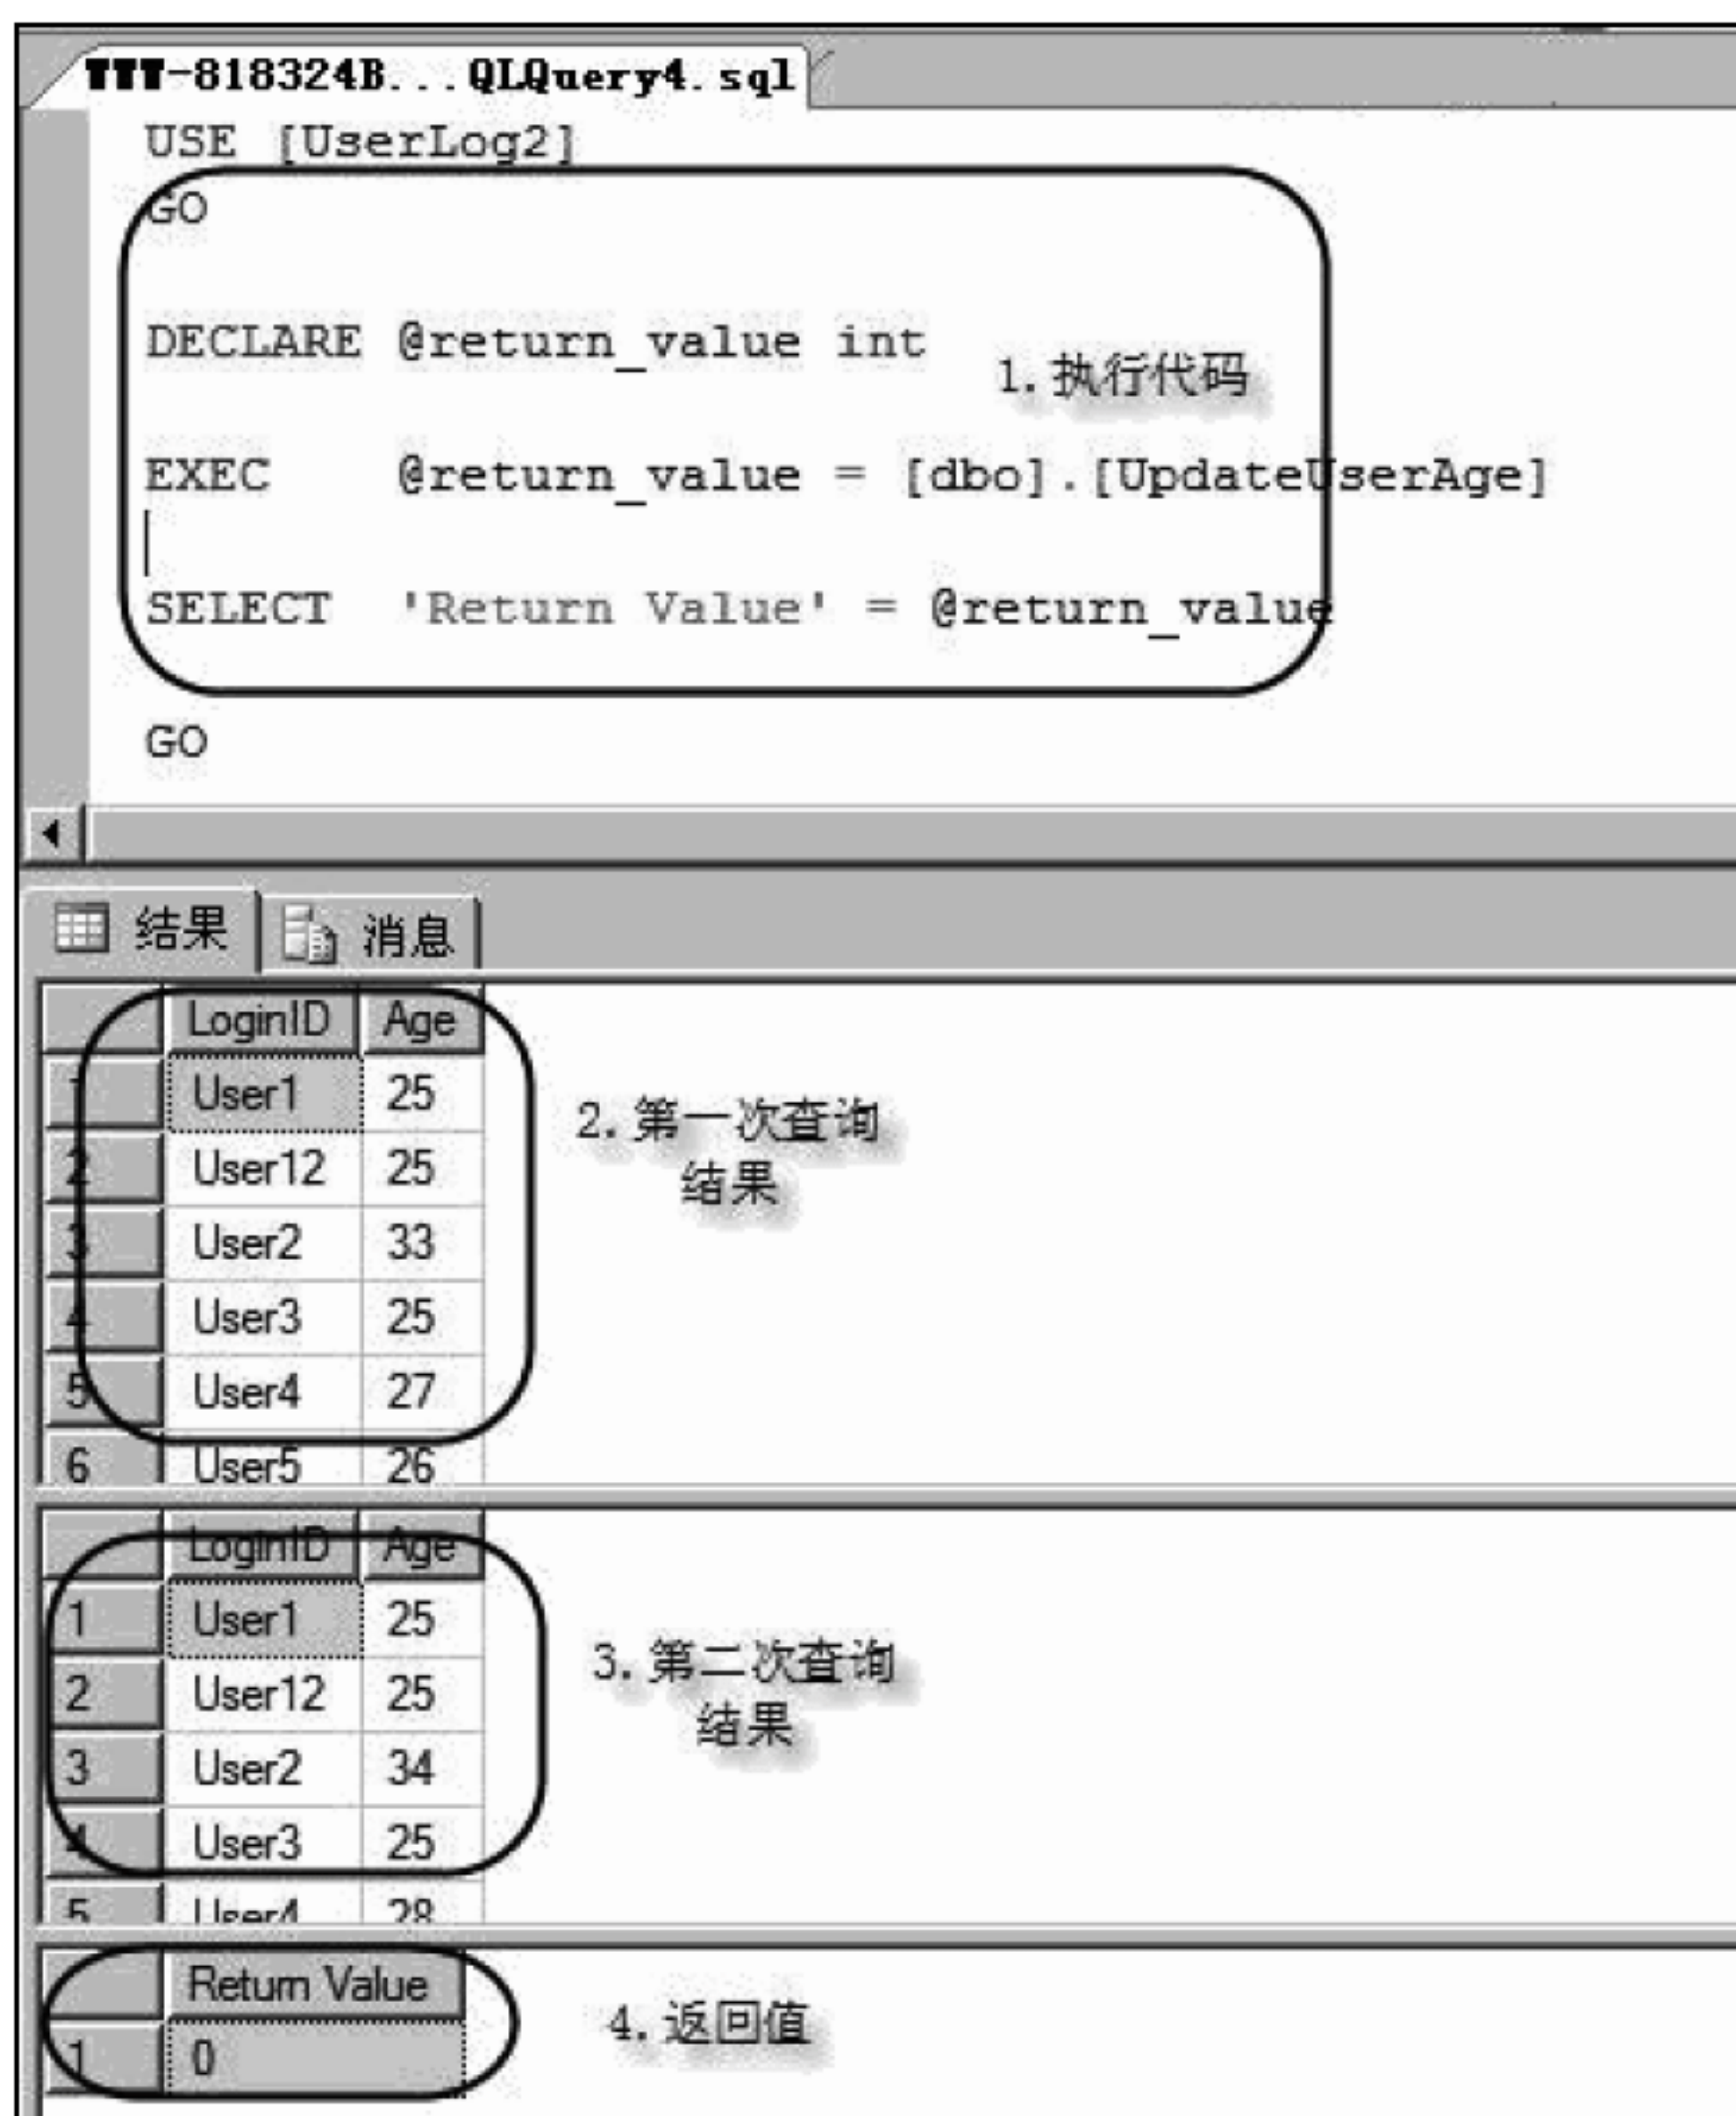 TTT-818324B...QLQuery4.sql
USE [UserLog2]
GO
DECLARE @return_value int
1.执行代码
EXEC @return_value = [dbo].[UpdateUserAge]
SELECT 'Return Value' = @return_value
GO
结果 消息
LoginID Age
1 User1 25
2 User12 25
3 User2 33
4 User3 25
5 User4 27
6 User5 26
2.第一次查询
结果
LoginID Age
1 User1 25
2 User12 25
3 User2 34
4 User3 25
5 User4 28
3.第二次查询
结果
Return Value
1 0
4.返回值